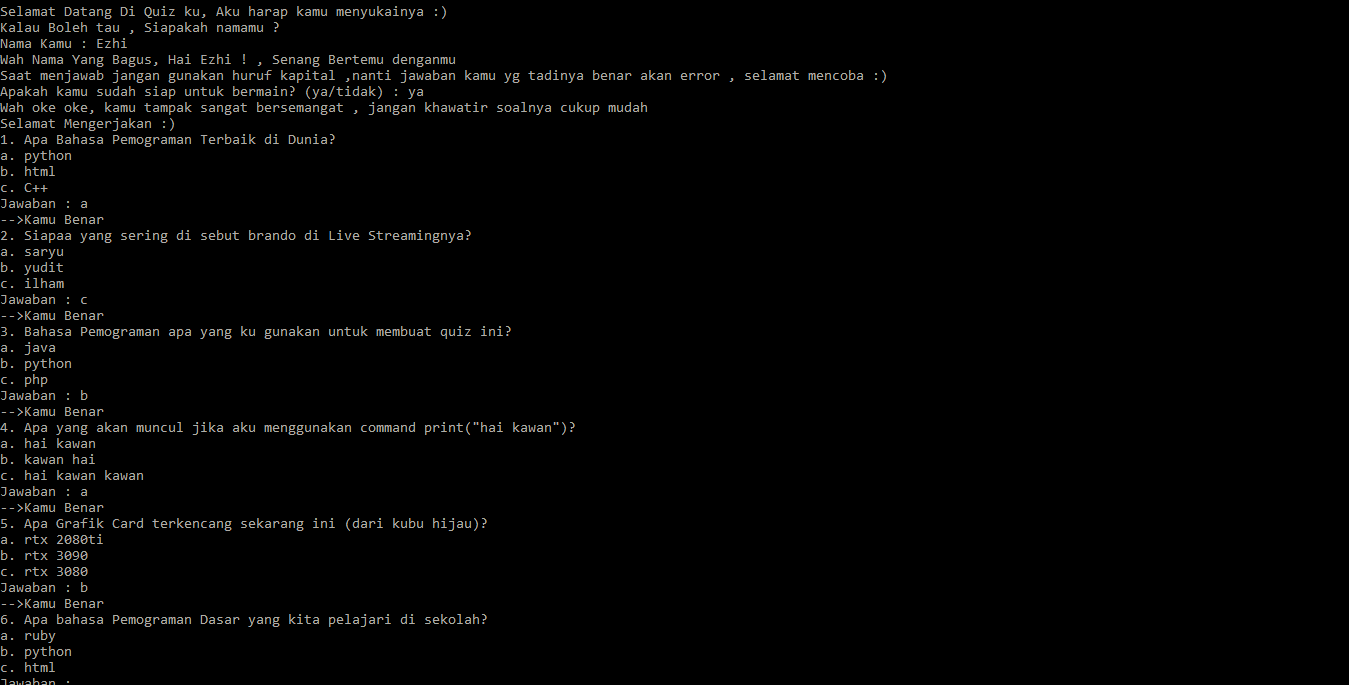 Selamat Datang Di Quiz ku, Aku harap kamu menyukainya :)
Kalau Boleh tau , Siapakah namamu ?
Nama Kamu : Ezhi
Wah Nama Yang Bagus, Hai Ezhi ! , Senang Bertemu denganmu
Saat menjawab jangan gunakan huruf kapital ,nanti jawaban kamu yg tadinya benar akan error , selamat mencoba :)
Apakah kamu sudah siap untuk bermain? (ya/tidak) : ya
Wah oke oke, kamu tampak sangat bersemangat , jangan khawatir soalnya cukup mudah
Selamat Mengerjakan :)
1. Apa Bahasa Pemograman Terbaik di Dunia?
a. python
b. html
c. C++
Jawaban : a
-->Kamu Benar
2. Siapaa yang sering di sebut brando di Live Streamingnya?
a. saryu
b. yudit
c. ilham
Jawaban : c
-->Kamu Benar
3. Bahasa Pemograman apa yang ku gunakan untuk membuat quiz ini?
a. java
b. python
c. php
Jawaban : b
-->Kamu Benar
4. Apa yang akan muncul jika aku menggunakan command print("hai kawan")?
a. hai kawan
b. kawan hai
c. hai kawan kawan
Jawaban : a
-->Kamu Benar
5. Apa Grafik Card terkencang sekarang ini (dari kubu hijau)?
a. rtx 2080ti
b. rtx 3090
c. rtx 3080
Jawaban : b
-->Kamu Benar
6. Apa bahasa Pemograman Dasar yang kita pelajari di sekolah?
a. ruby
b. python
c. html
Jawaban :